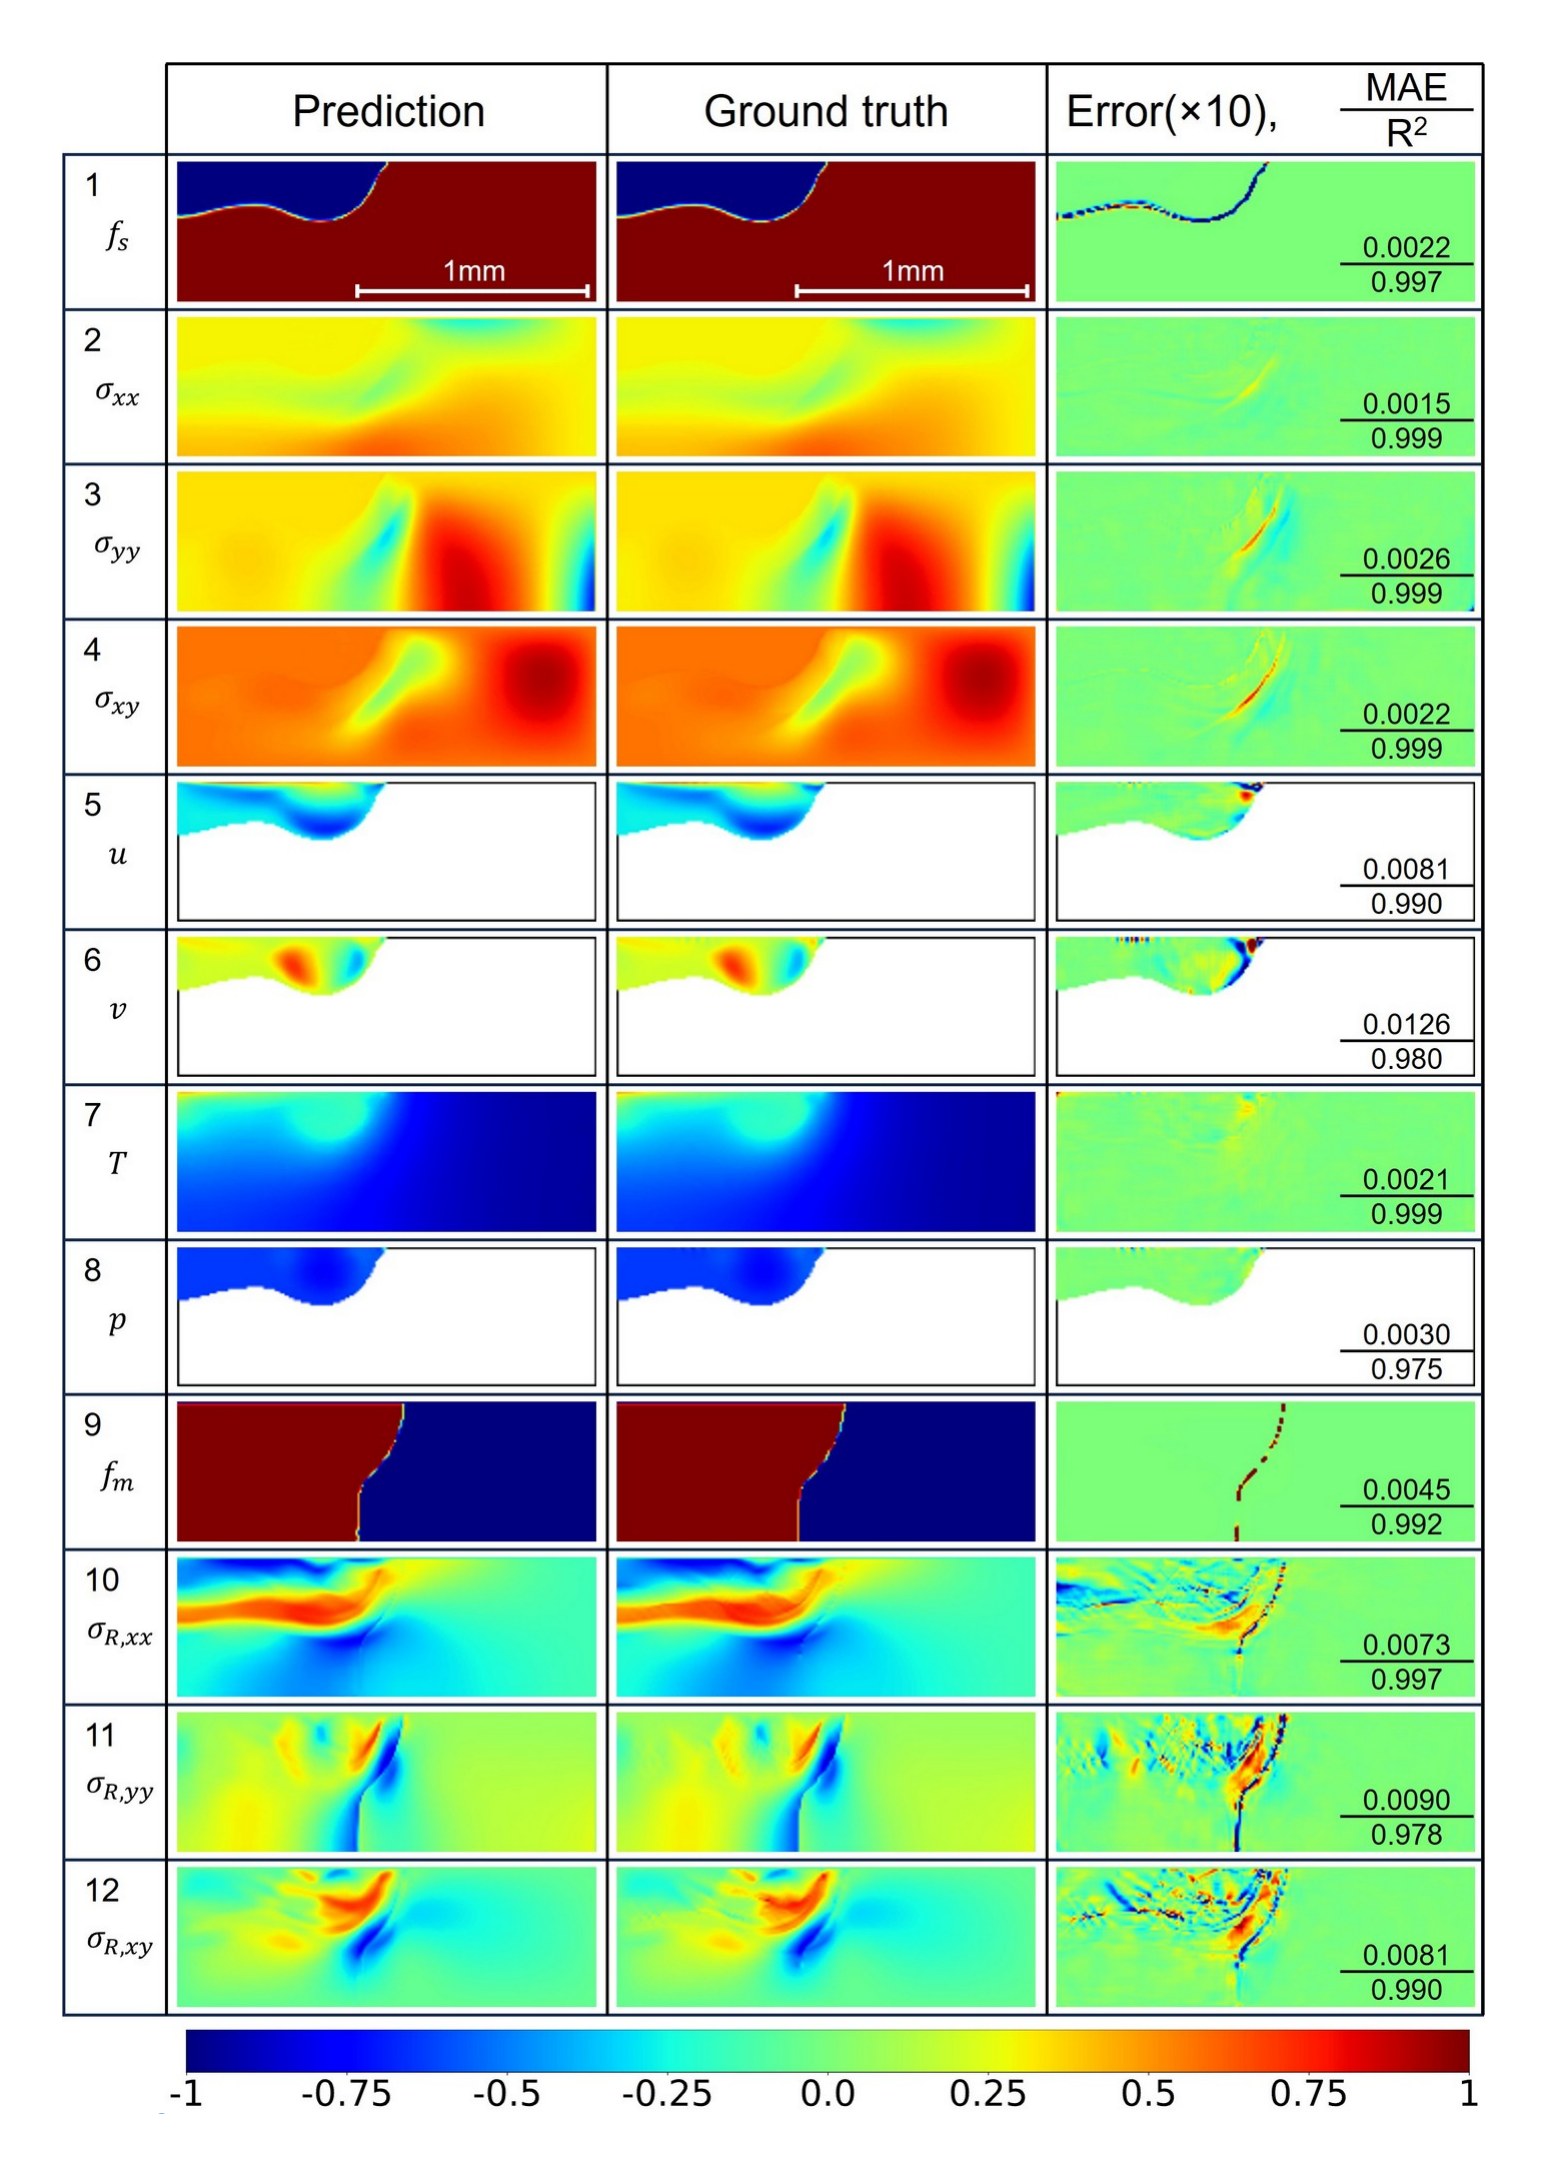 Prediction Ground truth Error(×10), MAE
R²
1
fₛ
1mm 1mm
0.0022
0.997
2
σxx
0.0015
0.999
3
σyy
0.0026
0.999
4
σxy
0.0022
0.999
5
u
0.0081
0.990
6
v
0.0126
0.980
7
T
0.0021
0.999
8
p
0.0030
0.975
9
fₘ
0.0045
0.992
10
σR,xx
0.0073
0.997
11
σR,yy
0.0090
0.978
12
σR,xy
0.0081
0.990
-1 -0.75 -0.5 -0.25 0.0 0.25 0.5 0.75 1